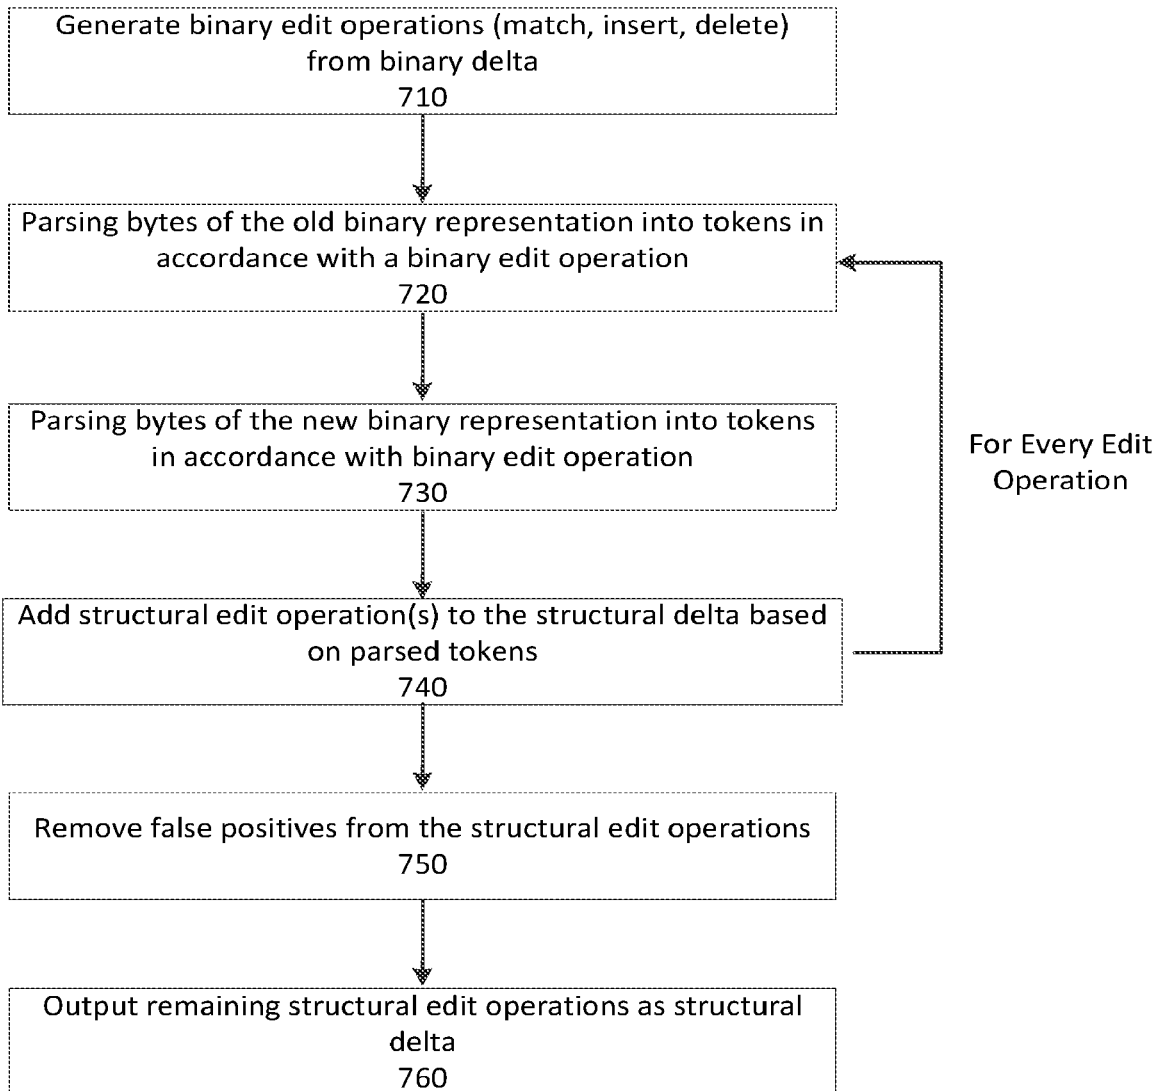 Generate binary edit operations (match, insert, delete)
from binary delta
710
Parsing bytes of the old binary representation into tokens in
accordance with a binary edit operation
720
Parsing bytes of the new binary representation into tokens
in accordance with binary edit operation
730
For Every Edit
Operation
Add structural edit operation(s) to the structural delta based
on parsed tokens
740
Remove false positives from the structural edit operations
750
Output remaining structural edit operations as structural
delta
760